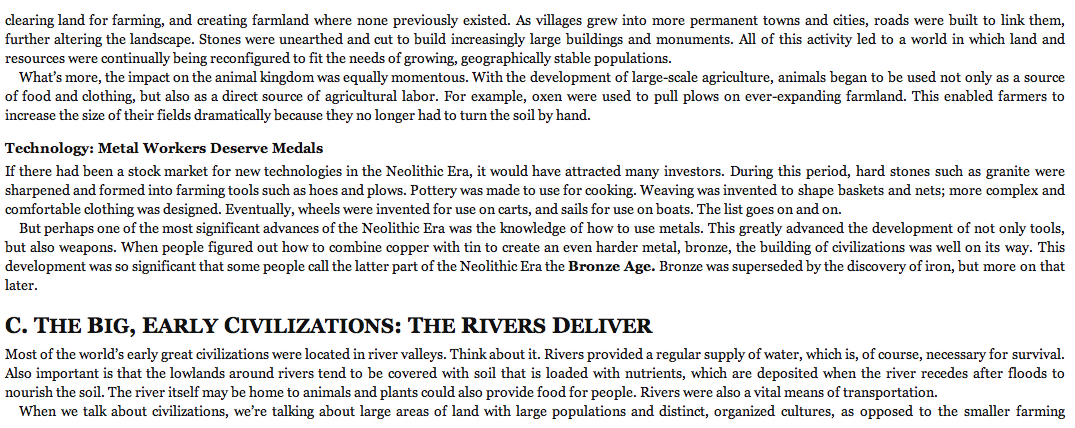 clearing land for farming, and creating farmland where none previously existed. As villages grew into more permanent towns and cities, roads were built to link them,
further altering the landscape. Stones were unearthed and cut to build increasingly large buildings and monuments. All of this activity led to a world in which land and
resources were continually being reconfigured to fit the needs of growing, geographically stable populations.
What's more, the impact on the animal kingdom was equally momentous. With the development of large-scale agriculture, animals began to be used not only as a source
of food and clothing, but also as a direct source of agricultural labor. For example, oxen were used to pull plows on ever-expanding farmland. This enabled farmers to
increase the size of their fields dramatically because they no longer had to turn the soil by hand.
Technology: Metal Workers Deserve Medals
If there had been a stock market for new technologies in the Neolithic Era, it would have attracted many investors. During this period, hard stones such as granite were
sharpened and formed into farming tools such as hoes and plows. Pottery was made to use for cooking. Weaving was invented to shape baskets and nets; more complex and
comfortable clothing was designed. Eventually, wheels were invented for use on carts, and sails for use on boats. The list goes on and on.
But perhaps one of the most significant advances of the Neolithic Era was the knowledge of how to use metals. This greatly advanced the development of not only tools,
but also weapons. When people figured out how to combine copper with tin to create an even harder metal, bronze, the building of civilizations was well on its way. This
development was so significant that some people call the latter part of the Neolithic Era the Bronze Age. Bronze was superseded by the discovery of iron, but more on that
later.
C. THE BIG, EARLY CIVILIZATIONS: THE RIVERS DELIVER
Most of the world's early great civilizations were located in river valleys. Think about it. Rivers provided a regular supply of water, which is, of course, necessary for survival.
Also important is that the lowlands around rivers tend to be covered with soil that is loaded with nutrients, which are deposited when the river recedes after floods to
nourish the soil. The river itself may be home to animals and plants could also provide food for people. Rivers were also a vital means of transportation.
When we talk about civilizations, we're talking about large areas of land with large populations and distinct, organized cultures, as opposed to the smaller farming